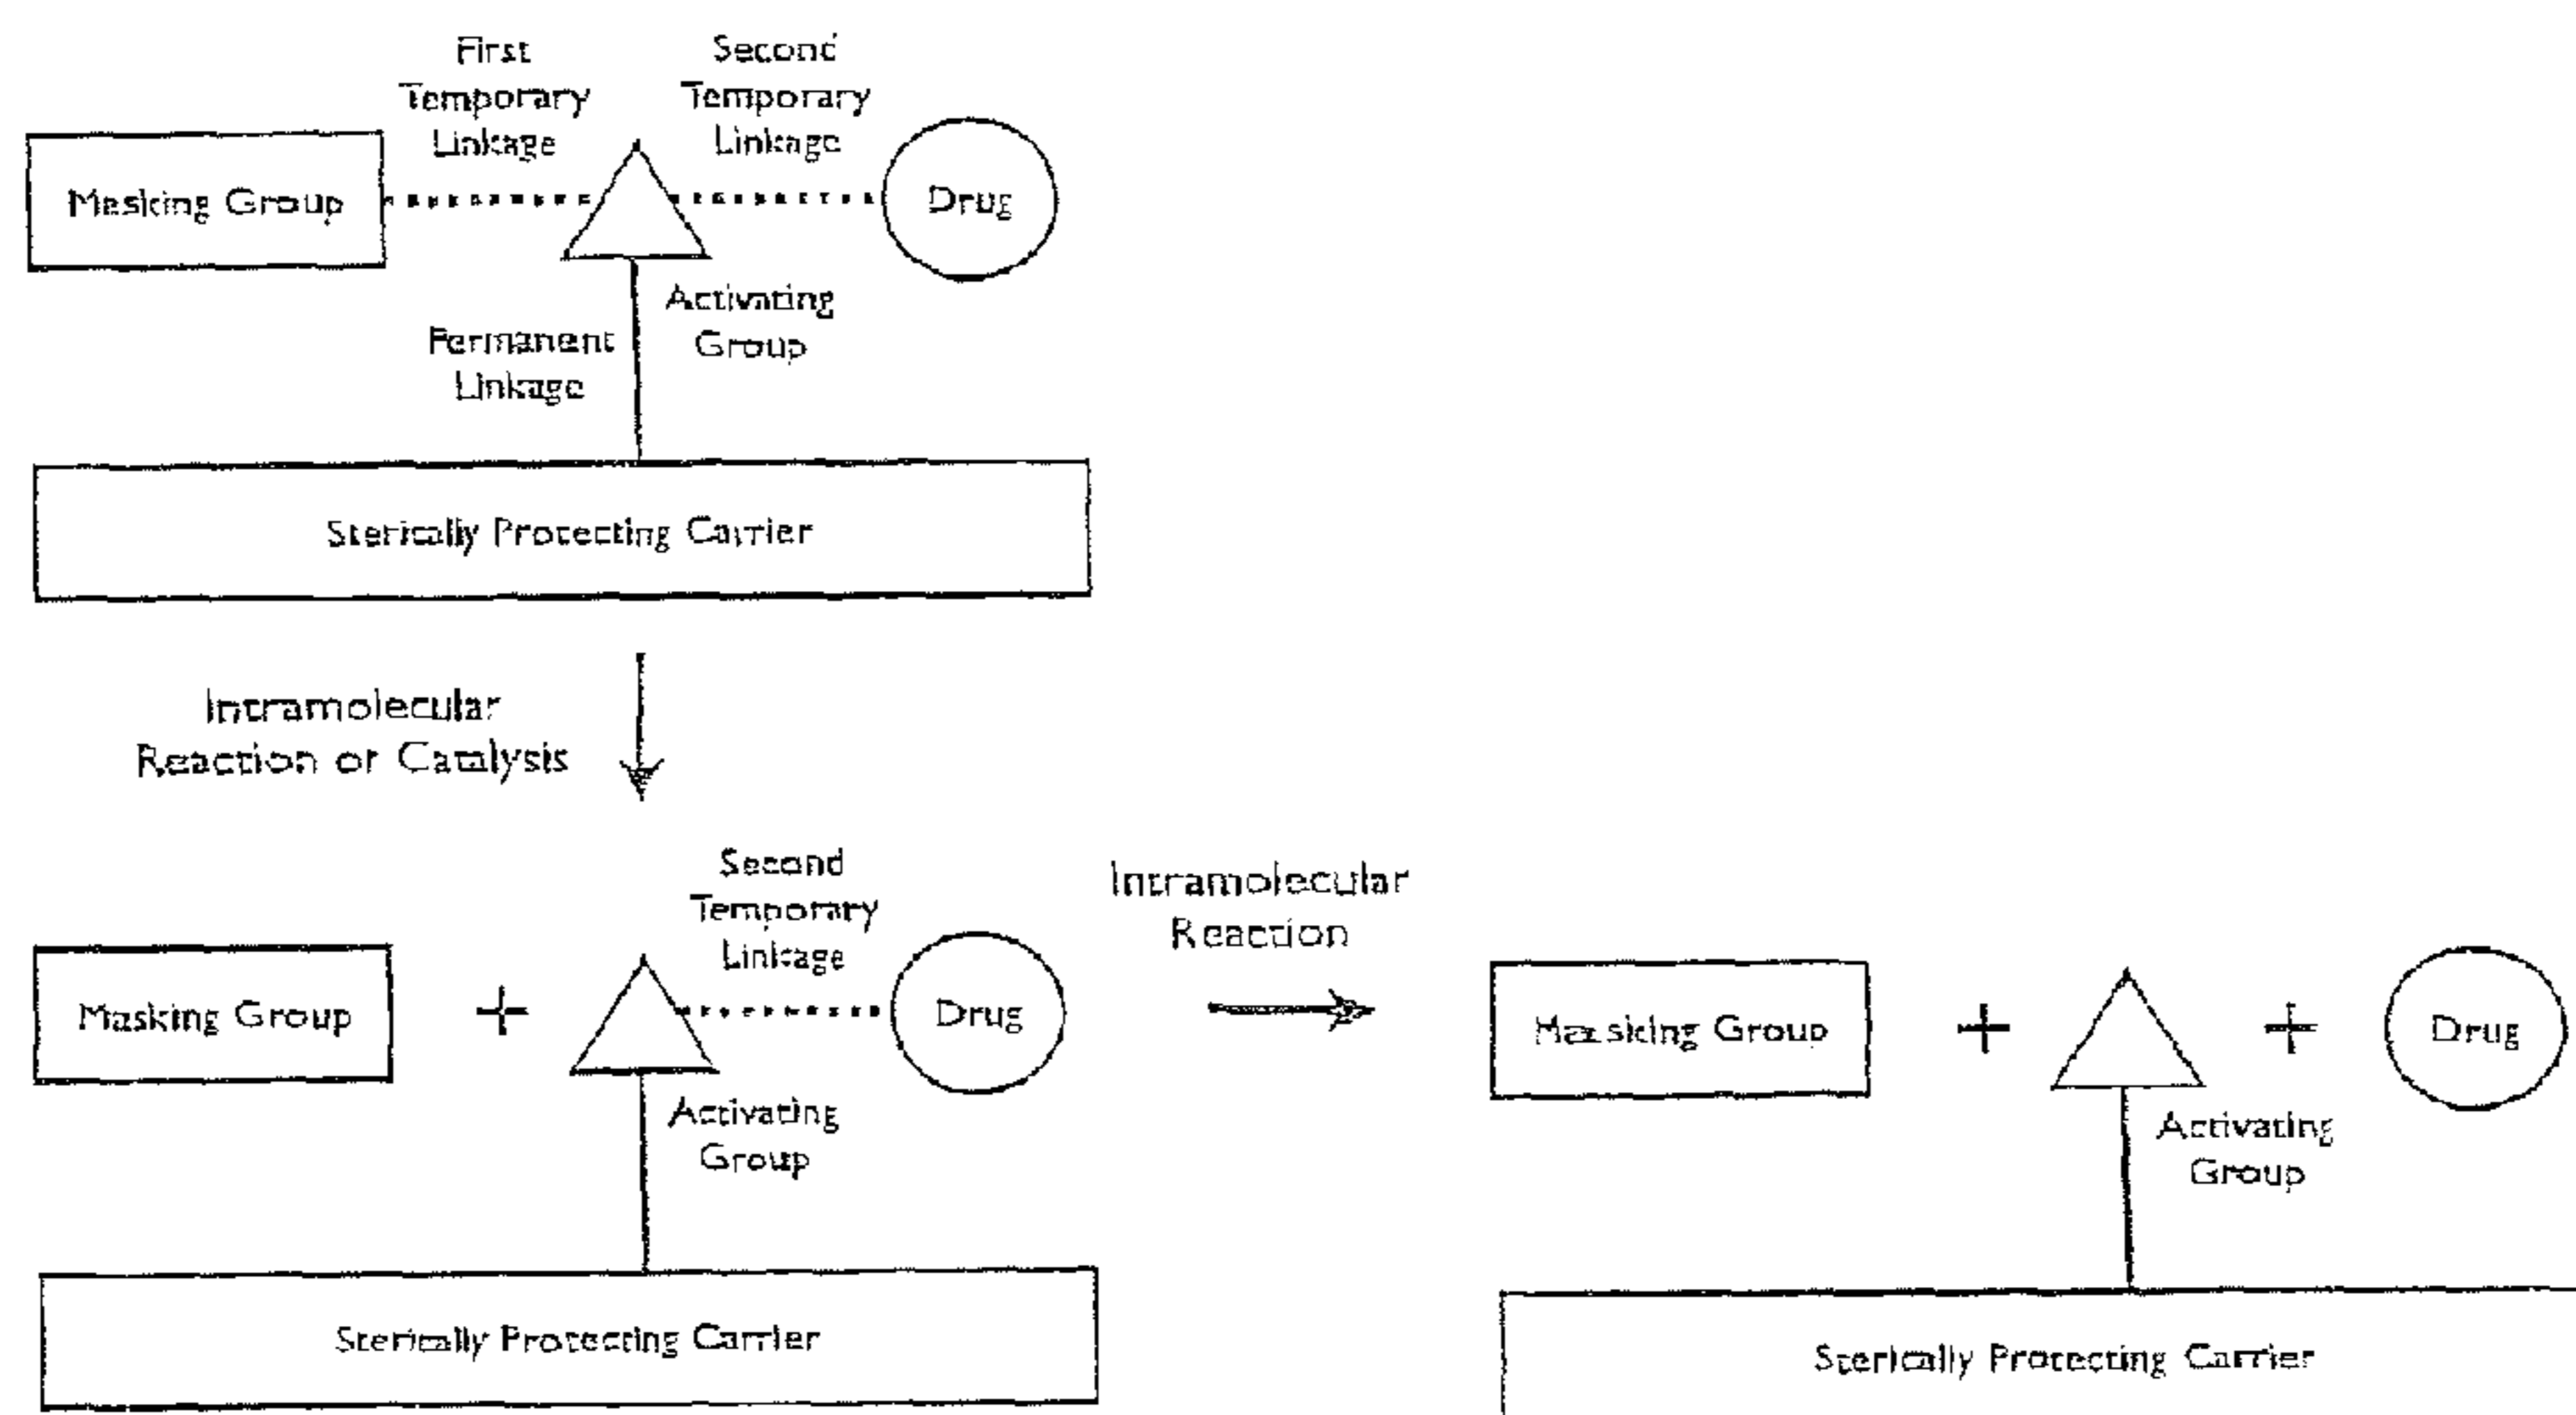 First
Temporary
Linkage
Second
Temporary
Linkage
Masking Group
Drug
Activating
Group
Permanent
Linkage
Sterically Protecting Carrier
Intramolecular
Reaction or Catalysis
Second
Temporary
Linkage
Masking Group
+
Drug
Activating
Group
Sterically Protecting Carrier
Intramolecular
Reaction
Masking Group
+
+
Drug
Activating
Group
Sterically Protecting Carrier